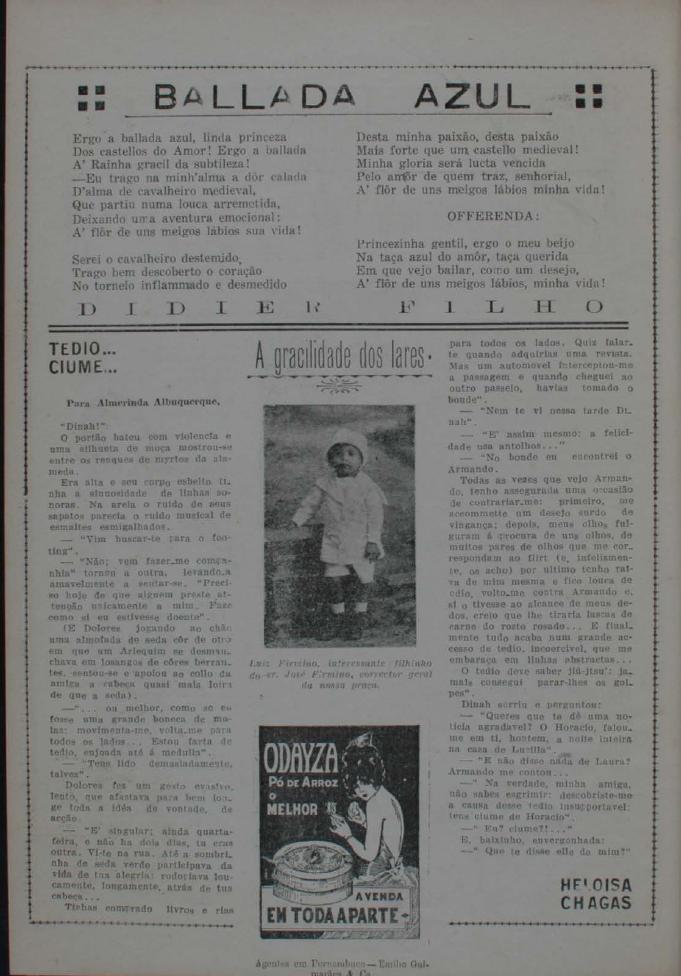 BALLADA AZUL
Ergo a ballada azul, linda princeza
Dos castellos do Amor! Ergo a ballada
A' Rainha gracil da subtileza!
—Eu trago na minh'alma a dôr calada
D'alma de cavalheiro medieval,
Que partiu numa louca arremettida,
Deixando uma aventura emocional:
A' flôr de uns meigos lábios sua vida!
Serei o cavalheiro destemido,
Trago bem descoberto o coração
No torneio inflammado e desmedido
Desta minha paixão, desta paixão
Mais forte que um castello medieval!
Minha gloria será lucta vencida
Pelo amôr de quem traz, senhorial,
A' flôr de uns meigos lábios minha vida!
OFFERENDA:
Princezinha gentil, ergo o meu beijo
Na taça azul do amôr, taça querida
Em que vejo bailar, como um desejo,
A' flôr de uns meigos lábios, minha vida!
DIDIER FILHO
TEDIO...
CIUME...
Para Almerinda Albuquerque.
"Dinah!"
O portão bateu com violencia e
uma silhueta de moça mostrou-se
entre os renques de myrtos da ala-
meda.
Era alta e seu corpo esbelto ti-
nha a sinuosidade de linhas so-
noras. Na areia o ruido de seus
sapatos parecia o ruido musical de
esmaltes esmigalhados.
— "Vim buscar-te para o foo-
ting".
— "Não; vem fazer-me compa-
nhia" tornou a outra, levando-a
amavelmente a sentar-se. "Preci-
so hoje de que alguem preste at-
tenção unicamente a mim. Faze
como si eu estivesse doente".
(E Dolores jogando ao chão
uma almofada de seda côr de oiro
em que um Arlequim se desman-
chava em losangos de côres berran-
tes, sentou-se e apoiou ao collo da
amiga a cabeça quasi mais loira
de que a seda).
—"... ou melhor, como se eu
fosse uma grande boneca de mo-
las: movimenta-me, volta-me para
todos os lados... Estou farta de
tedio, enjoada até á medulla".
— "Tens lido demasiadamente,
talvez".
Dolores fez um gesto evasivo,
lento, que afastava para bem lon-
ge toda a idéa de vontade, de
acção.
— "E' singular; ainda quarta-
feira, e não ha dois dias, tu eras
outra. Vi-te na rua. Até a sombri-
nha de seda verde participava da
vida de tua alegria: rodopiava lou-
camente, longamente, atrás de tua
cabeça...
Tinhas comprado livros e rias
A gracilidade dos lares.
Luiz Firmino, interessante filhinho
do sr. José Firmino, corrector geral
da nossa praça.
ODAYZA
PÓ DE ARROZ
O
MELHOR
A VENDA
EM TODA A PARTE
para todos os lados. Quiz falar-
te quando adquirias uma revista.
Mas um automovel interceptou-me
a passagem e quando cheguei ao
outro passeio, havias tomado o
bonde".
— "Nem te vi nessa tarde Di-
nah".
— "E' assim mesmo: a felici-
dade usa antolhos..."
— "No bonde eu encontrei o
Armando.
Todas as vezes que vejo Arman-
do, tenho assegurada uma occasião
de contrariar-me: primeiro, me
accommette um desejo surdo de
vingança; depois, meus olhos ful-
guram á procura de uns olhos, de
muitos pares de olhos que me cor-
respondam ao flirt (e, infelizmen-
te, os acho) por ultimo tenho rai-
va de mim mesma e fico louca de
odio, volto-me contra Armando e,
si o tivesse ao alcance de meus de-
dos, creio que lhe tiraria lascas de
carne do rosto rosado... E final-
mente tudo acaba num grande ac-
cesso de tedio, incoercivel, que me
embaraça em linhas abstractas...
O tedio deve saber jiú-jitsu': ja-
mais consegui parar-lhes os gol-
pes".
Dinah sorriu e perguntou:
— "Queres que te dê uma no-
ticia agradavel? O Horacio, falou-
me em ti, hontem, a noite inteira
na casa de Lucilla".
— "E não disse nada de Laura?
Armando me contou...
—" Na verdade, minha amiga,
não sabes esgrimir: descobriste-me
a causa desse tedio insupportavel:
tens ciume de Horacio".
—" Eu? ciume?!..."
E, baixinho, envergonhada:
—" Que te disse elle de mim?"
HELOISA
CHAGAS
Agentes em Pernambuco — Emilio Gui-
marães & Co.